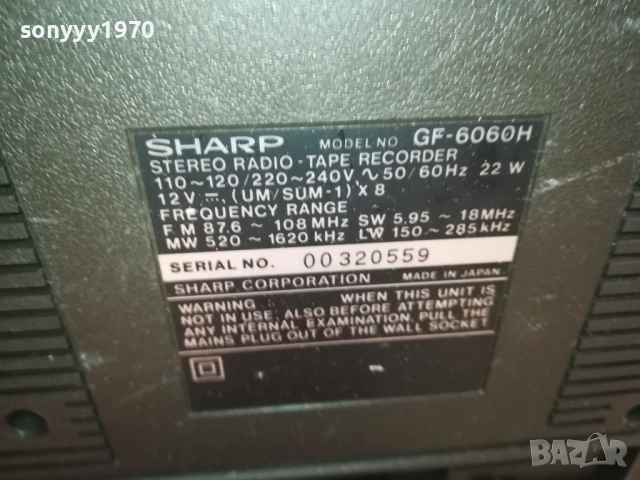 sonyyy1970
SHARP MODEL NO GF-6060H
STEREO RADIO-TAPE RECORDER
110~120/220~240V ∿ 50/60Hz 22 W
12V ⎓ (UM/SUM-1) X 8
FREQUENCY RANGE
FM 87.6 ~ 108 MHz SW 5.95 ~ 18MHz
MW 520 ~ 1620 kHz LW 150 ~ 285kHz
SERIAL NO. 00320559
SHARP CORPORATION MADE IN JAPAN
WARNING WHEN THIS UNIT IS
NOT IN USE, ALSO BEFORE ATTEMPTING
ANY INTERNAL EXAMINATION, PULL THE
MAINS PLUG OUT OF THE WALL SOCKET
BAZAR